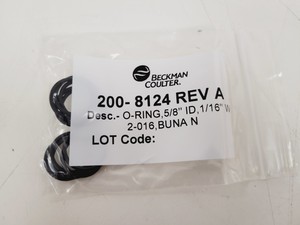 BECKMAN
COULTER.
200- 8124 REV A
Desc.- O-RING,5/8" ID,1/16"
2-016,BUNA N
LOT Code: